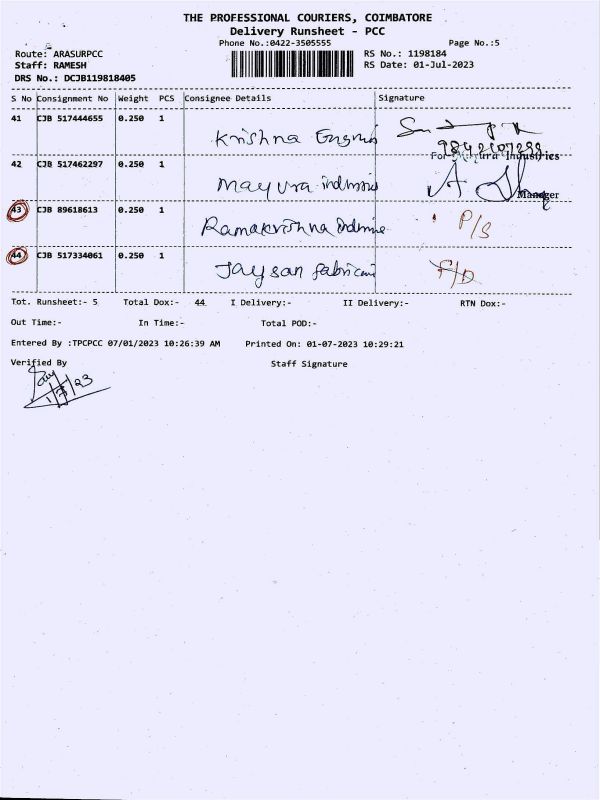 THE PROFESSIONAL COURIERS, COIMBATORE
Delivery Runsheet - PCC
Phone No.:0422-3505555 Page No.:5
Route: ARASURPCC RS No.: 1198184
Staff: RAMESH RS Date: 01-Jul-2023
DRS No.: DCJB119818405
S No Consignment No Weight PCS Consignee Details Signature
41 CJB 517444655 0.250 1 Krishna
For Mayura Industries
42 CJB 517462297 0.250 1 Mayura
Manager
43 CJB 89618613 0.250 1 Ramakrishna P/S
44 CJB 517334061 0.250 1 Jaysan F/D
Tot. Runsheet:- 5 Total Dox:- 44 I Delivery:- II Delivery:- RTN Dox:-
Out Time:- In Time:- Total POD:-
Entered By :TPCPCC 07/01/2023 10:26:39 AM Printed On: 01-07-2023 10:29:21
Verified By Staff Signature